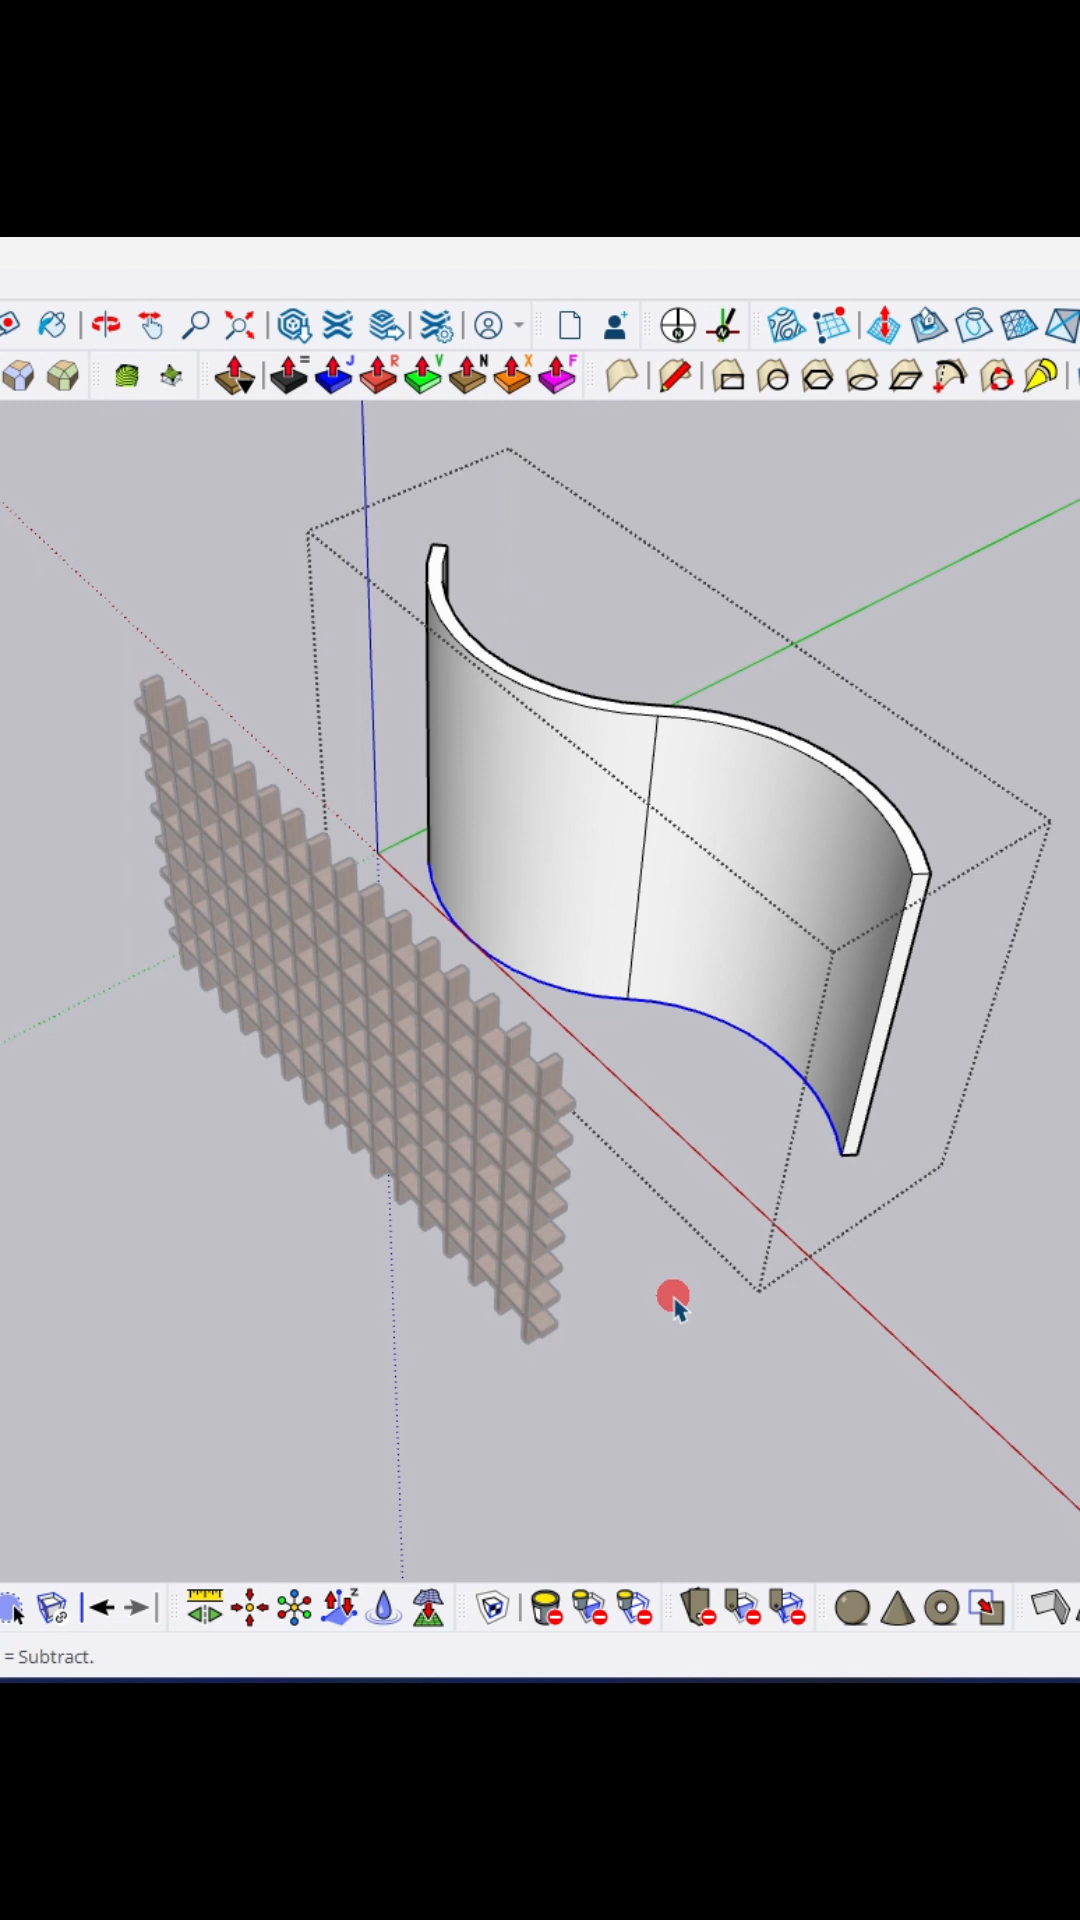 = J R V N X F
N
Z
= Subtract.